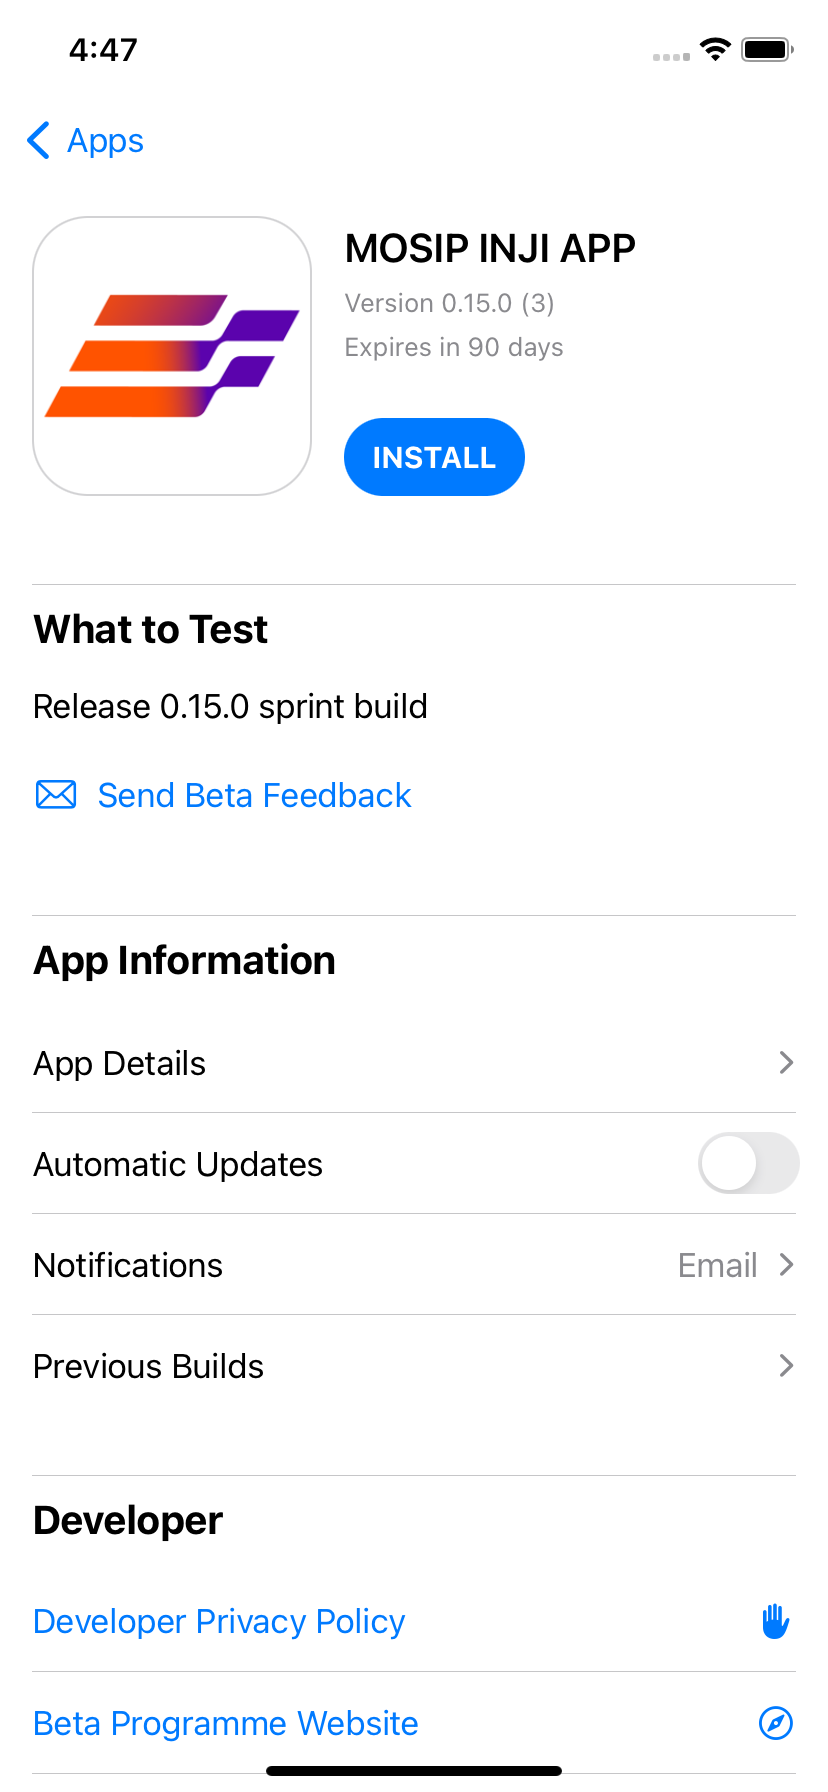 4:47
Apps
MOSIP INJI APP
Version 0.15.0 (3)
Expires in 90 days
INSTALL
What to Test
Release 0.15.0 sprint build
Send Beta Feedback
App Information
App Details
Automatic Updates
Notifications Email
Previous Builds
Developer
Developer Privacy Policy
Beta Programme Website